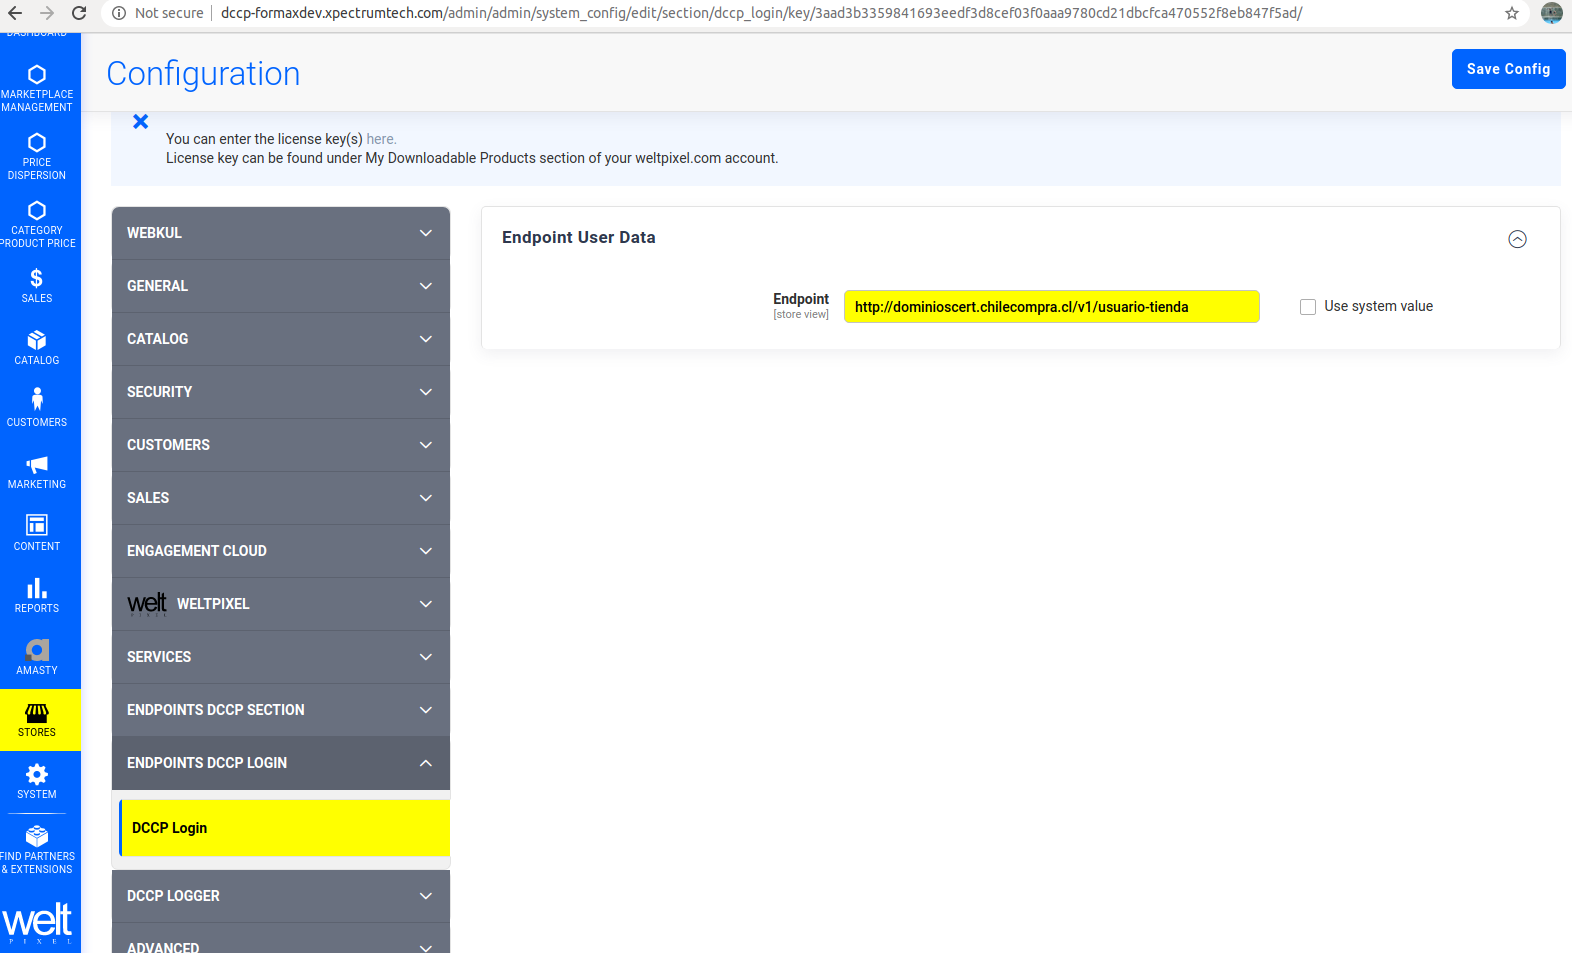 Not secure | dccp-formaxdev.xpectrumtech.com/admin/admin/system_config/edit/section/dccp_login/key/3aad3b3359841693eedf3d8cef03f0aaa9780cd21dbcfca470552f8eb847f5ad/
DASHBOARD
MARKETPLACE
MANAGEMENT
PRICE
DISPERSION
CATEGORY
PRODUCT PRICE
$
SALES
CATALOG
CUSTOMERS
MARKETING
CONTENT
REPORTS
a
AMASTY
STORES
SYSTEM
FIND PARTNERS
& EXTENSIONS
welt
PIXEL
Configuration
Save Config
You can enter the license key(s) here.
License key can be found under My Downloadable Products section of your weltpixel.com account.
WEBKUL
GENERAL
CATALOG
SECURITY
CUSTOMERS
SALES
ENGAGEMENT CLOUD
welt PIXEL WELTPIXEL
SERVICES
ENDPOINTS DCCP SECTION
ENDPOINTS DCCP LOGIN
DCCP Login
DCCP LOGGER
ADVANCED
Endpoint User Data
Endpoint http://dominioscert.chilecompra.cl/v1/usuario-tienda Use system value
[store view]